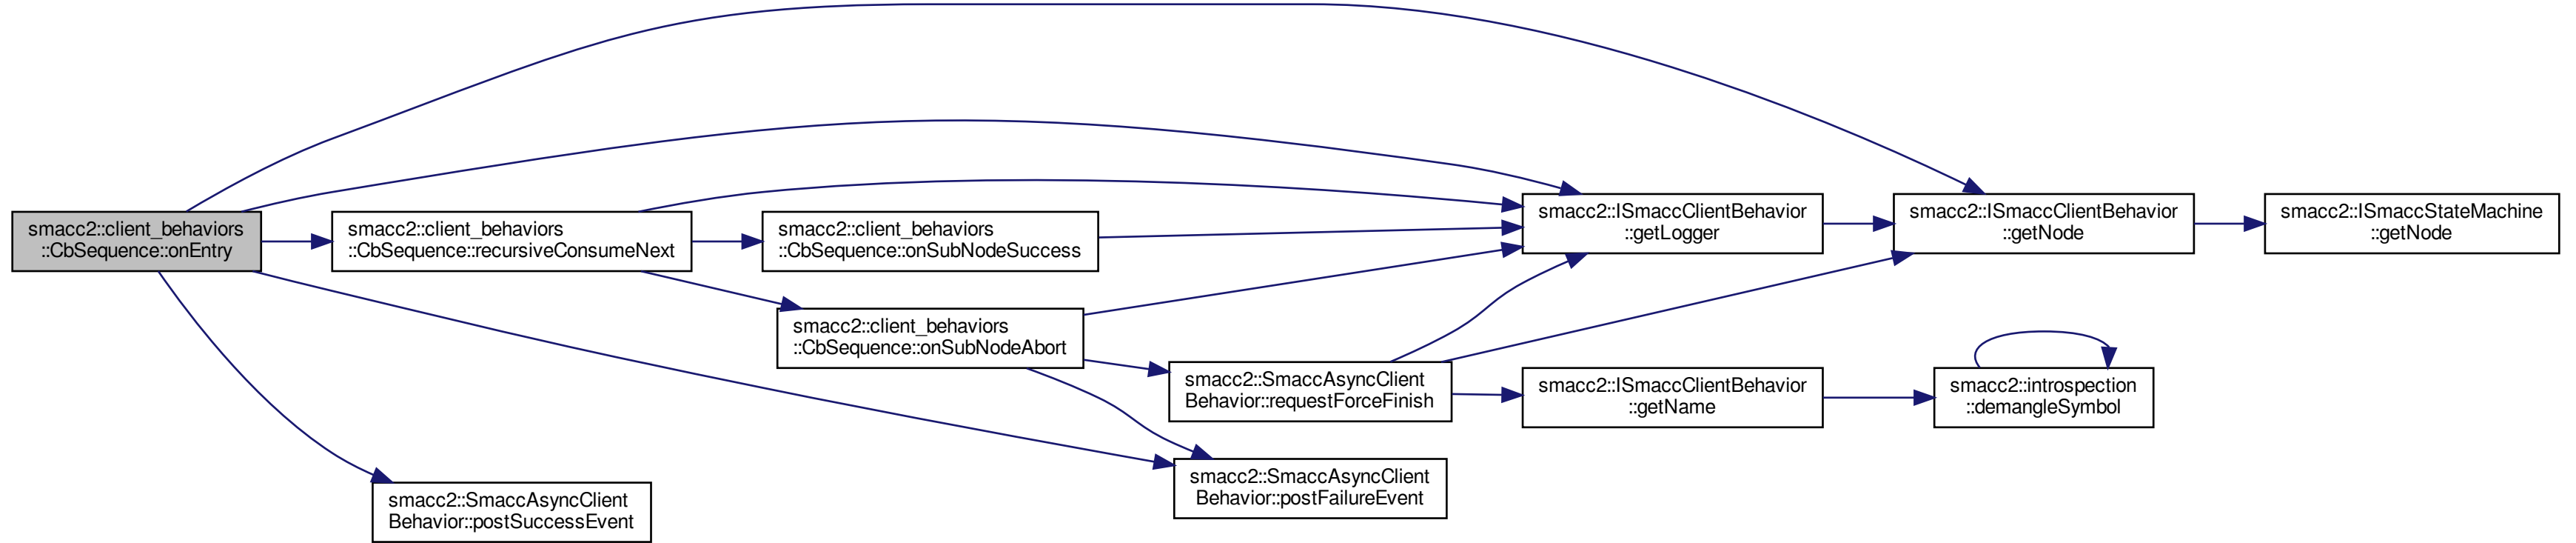 smacc2::client_behaviors
::CbSequence::onEntry
smacc2::client_behaviors
::CbSequence::recursiveConsumeNext
smacc2::client_behaviors
::CbSequence::onSubNodeSuccess
smacc2::ISmaccClientBehavior
::getLogger
smacc2::ISmaccClientBehavior
::getNode
smacc2::ISmaccStateMachine
::getNode
smacc2::client_behaviors
::CbSequence::onSubNodeAbort
smacc2::SmaccAsyncClient
Behavior::requestForceFinish
smacc2::ISmaccClientBehavior
::getName
smacc2::introspection
::demangleSymbol
smacc2::SmaccAsyncClient
Behavior::postFailureEvent
smacc2::SmaccAsyncClient
Behavior::postSuccessEvent